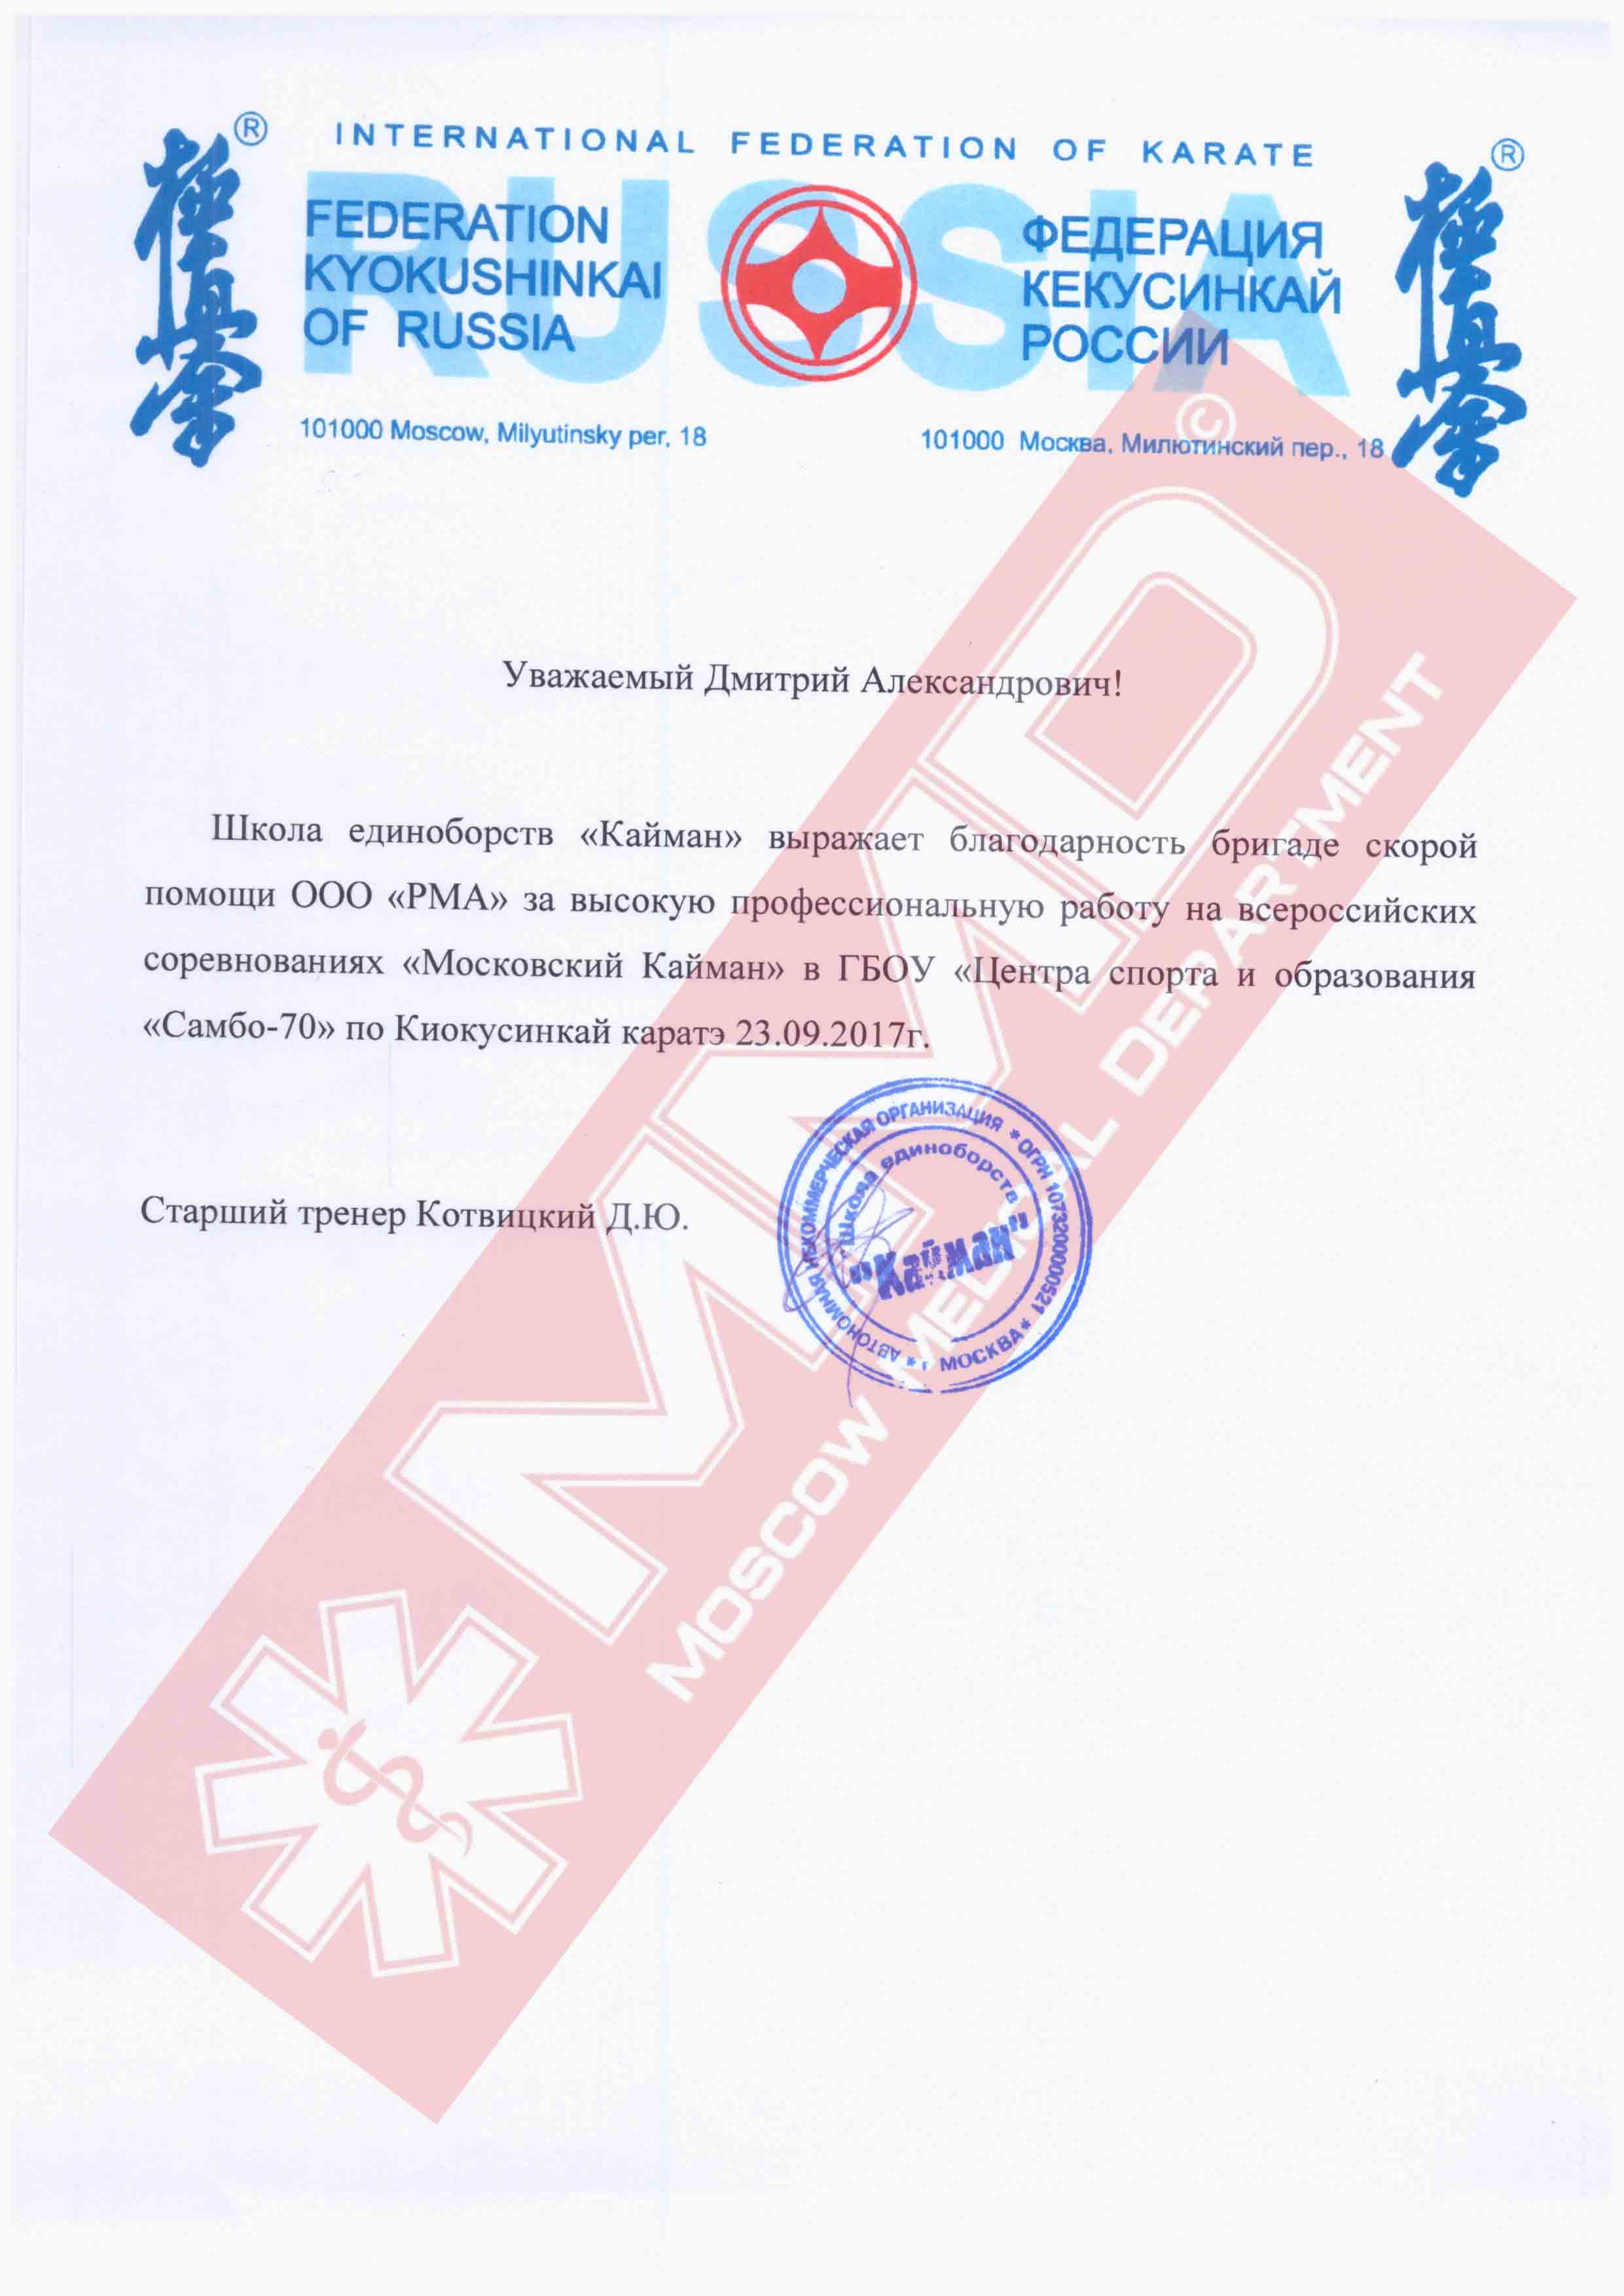 ®
®
INTERNATIONAL FEDERATION OF KARATE
RUSSIA
FEDERATION
KYOKUSHINKAI
OF RUSSIA
ФЕДЕРАЦИЯ
КЕКУСИНКАЙ
РОССИИ
極真拳
極真拳
101000 Moscow, Milyutinsky per, 18
101000 Москва, Милютинский пер., 18
©
Уважаемый Дмитрий Александрович!
Школа единоборств «Кайман» выражает благодарность бригаде скорой
помощи ООО «РМА» за высокую профессиональную работу на всероссийских
соревнованиях «Московский Кайман» в ГБОУ «Центра спорта и образования
«Самбо-70» по Киокусинкай каратэ 23.09.2017г.
Старший тренер Котвицкий Д.Ю.
* АВТОНОМНАЯ НЕКОММЕРЧЕСКАЯ ОРГАНИЗАЦИЯ * ОГРН 1073200000521 * МОСКВА
Школа единоборств
"Кайман"
MMD
MOSCOW MEDICAL DEPARTMENT